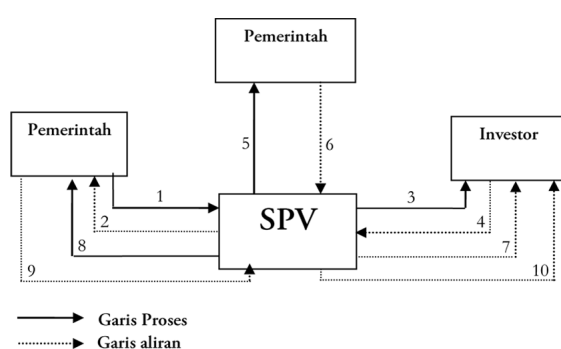 Pemerintah
5
6
Pemerintah
Investor
1
3
SPV
2
4
8
7
9
10
Garis Proses
Garis aliran